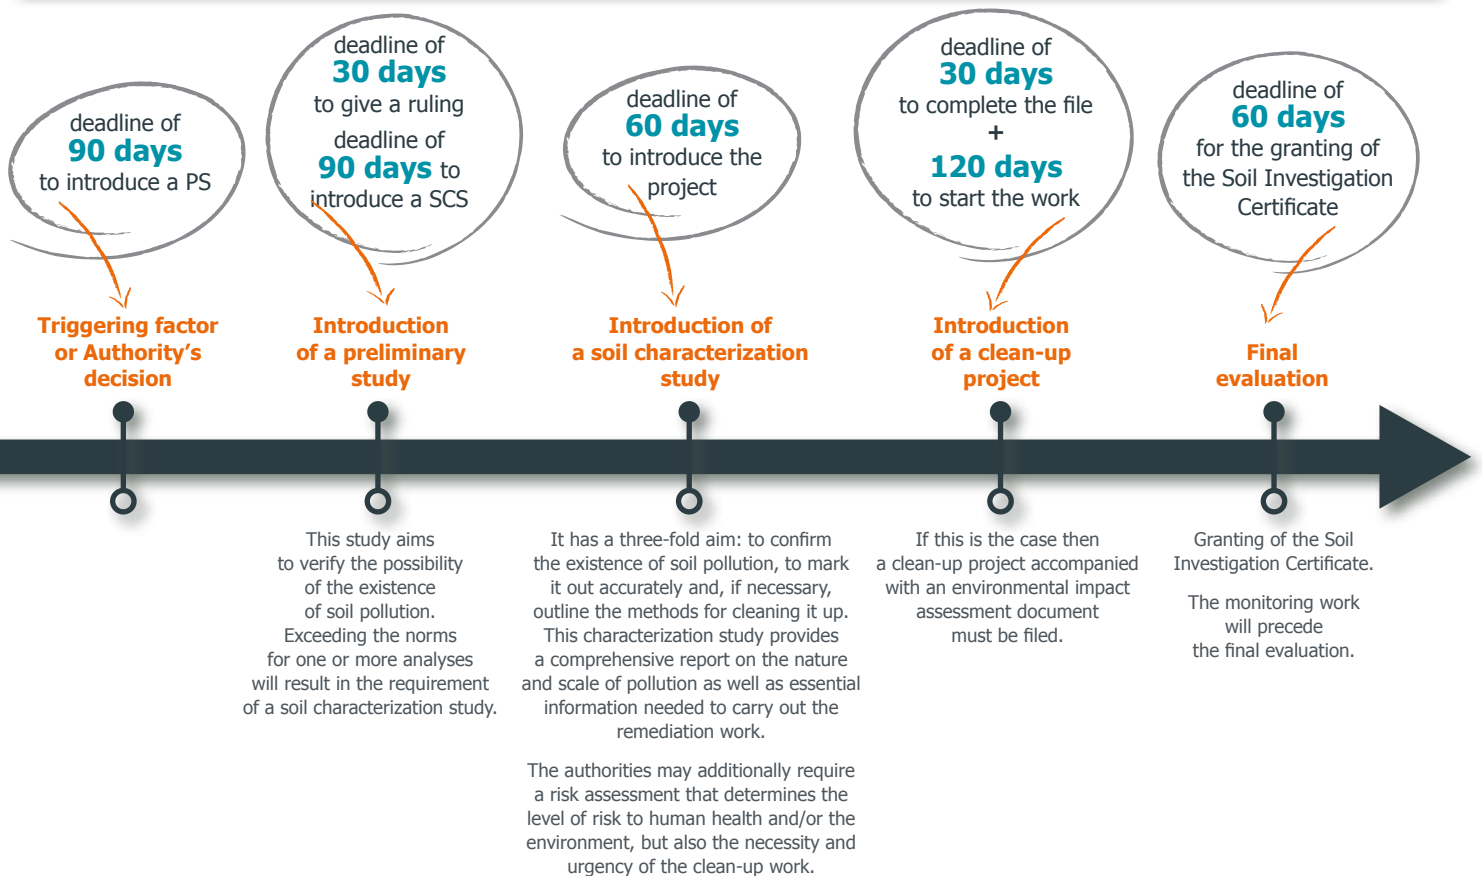 deadline of
90 days
to introduce a PS
deadline of
30 days
to give a ruling
deadline of
90 days to
introduce a SCS
deadline of
60 days
to introduce the
project
deadline of
30 days
to complete the file
+
120 days
to start the work
deadline of
60 days
for the granting of
the Soil Investigation
Certificate
Triggering factor
or Authority’s
decision
Introduction
of a preliminary
study
Introduction of
a soil characterization
study
Introduction
of a clean-up
project
Final
evaluation
This study aims
to verify the possibility
of the existence
of soil pollution.
Exceeding the norms
for one or more analyses
will result in the requirement
of a soil characterization study.
It has a three-fold aim: to confirm
the existence of soil pollution, to mark
it out accurately and, if necessary,
outline the methods for cleaning it up.
This characterization study provides
a comprehensive report on the nature
and scale of pollution as well as essential
information needed to carry out the
remediation work.
The authorities may additionally require
a risk assessment that determines the
level of risk to human health and/or the
environment, but also the necessity and
urgency of the clean-up work.
If this is the case then
a clean-up project accompanied
with an environmental impact
assessment document
must be filed.
Granting of the Soil
Investigation Certificate.
The monitoring work
will precede
the final evaluation.